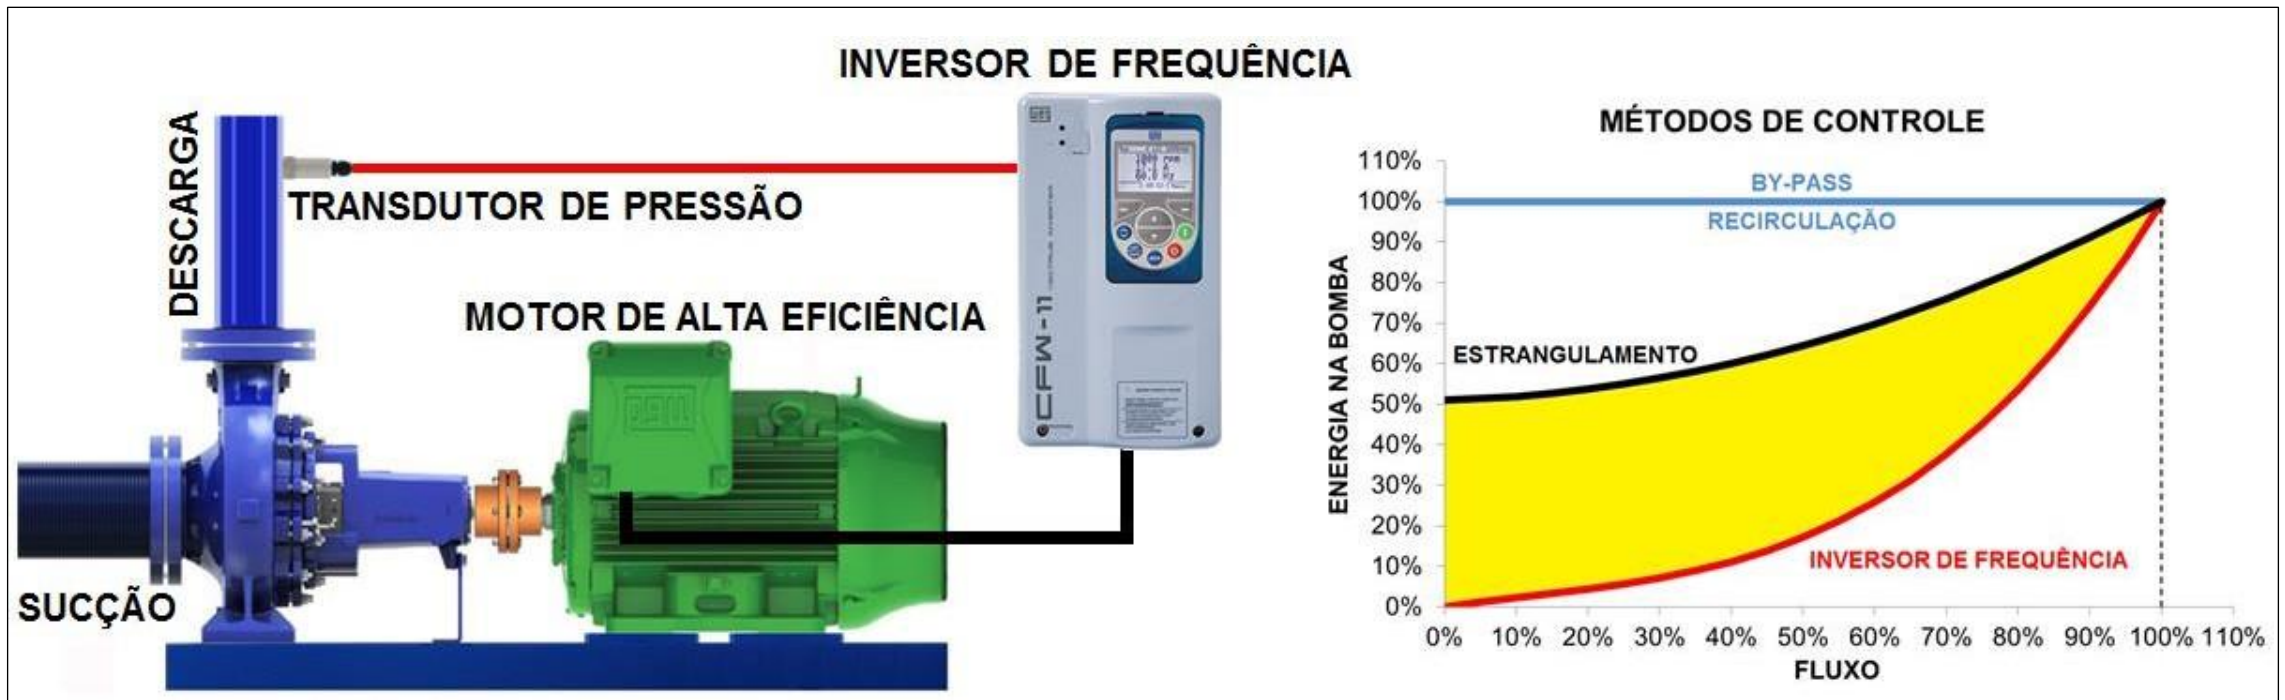 INVERSOR DE FREQUÊNCIA
DESCARGA
TRANSDUTOR DE PRESSÃO
MOTOR DE ALTA EFICIÊNCIA
SUCÇÃO
CFW-11
WEG
MÉTODOS DE CONTROLE
110%
100%
90%
80%
70%
60%
50%
40%
30%
20%
10%
0%
ENERGIA NA BOMBA
BY-PASS
RECIRCULAÇÃO
ESTRANGULAMENTO
INVERSOR DE FREQUÊNCIA
0% 10% 20% 30% 40% 50% 60% 70% 80% 90% 100% 110%
FLUXO